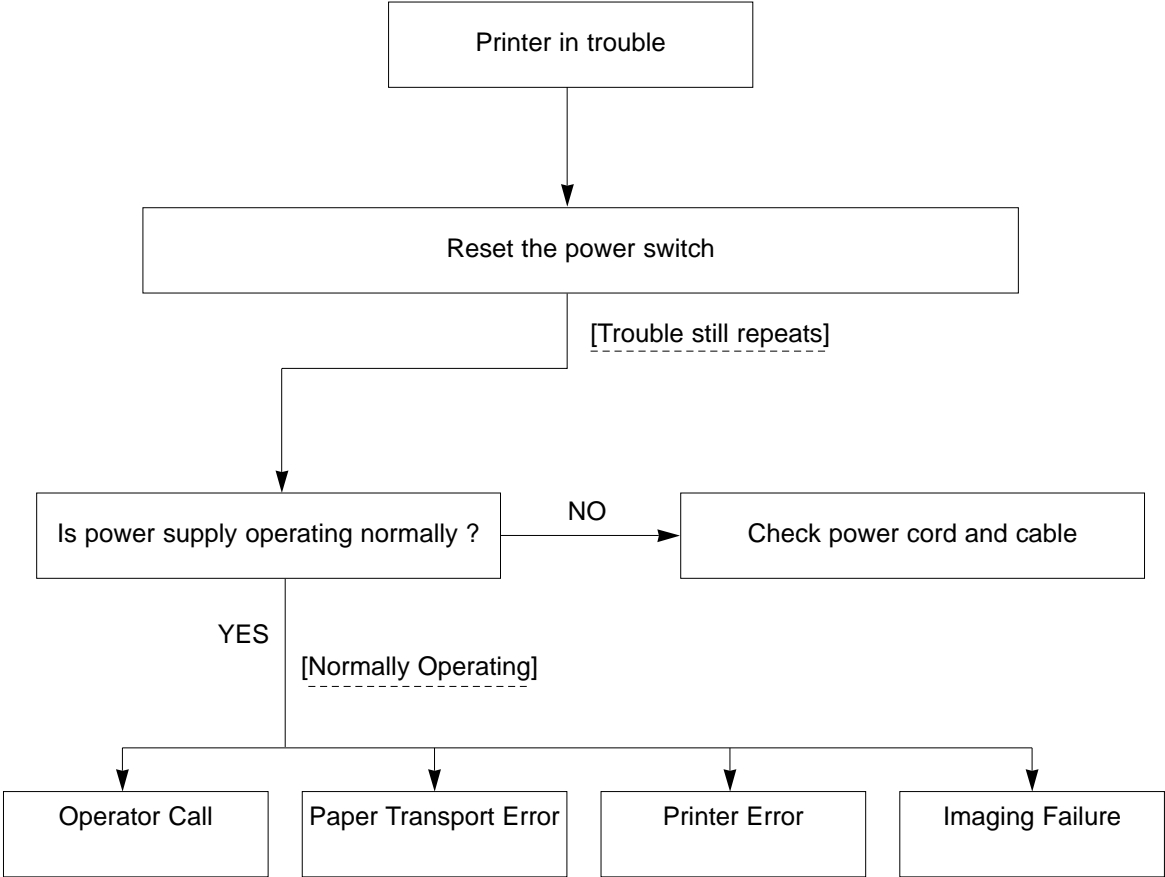 Printer in trouble
Reset the power switch
[Trouble still repeats]
Is power supply operating normally ?
NO
Check power cord and cable
YES
[Normally Operating]
Operator Call
Paper Transport Error
Printer Error
Imaging Failure